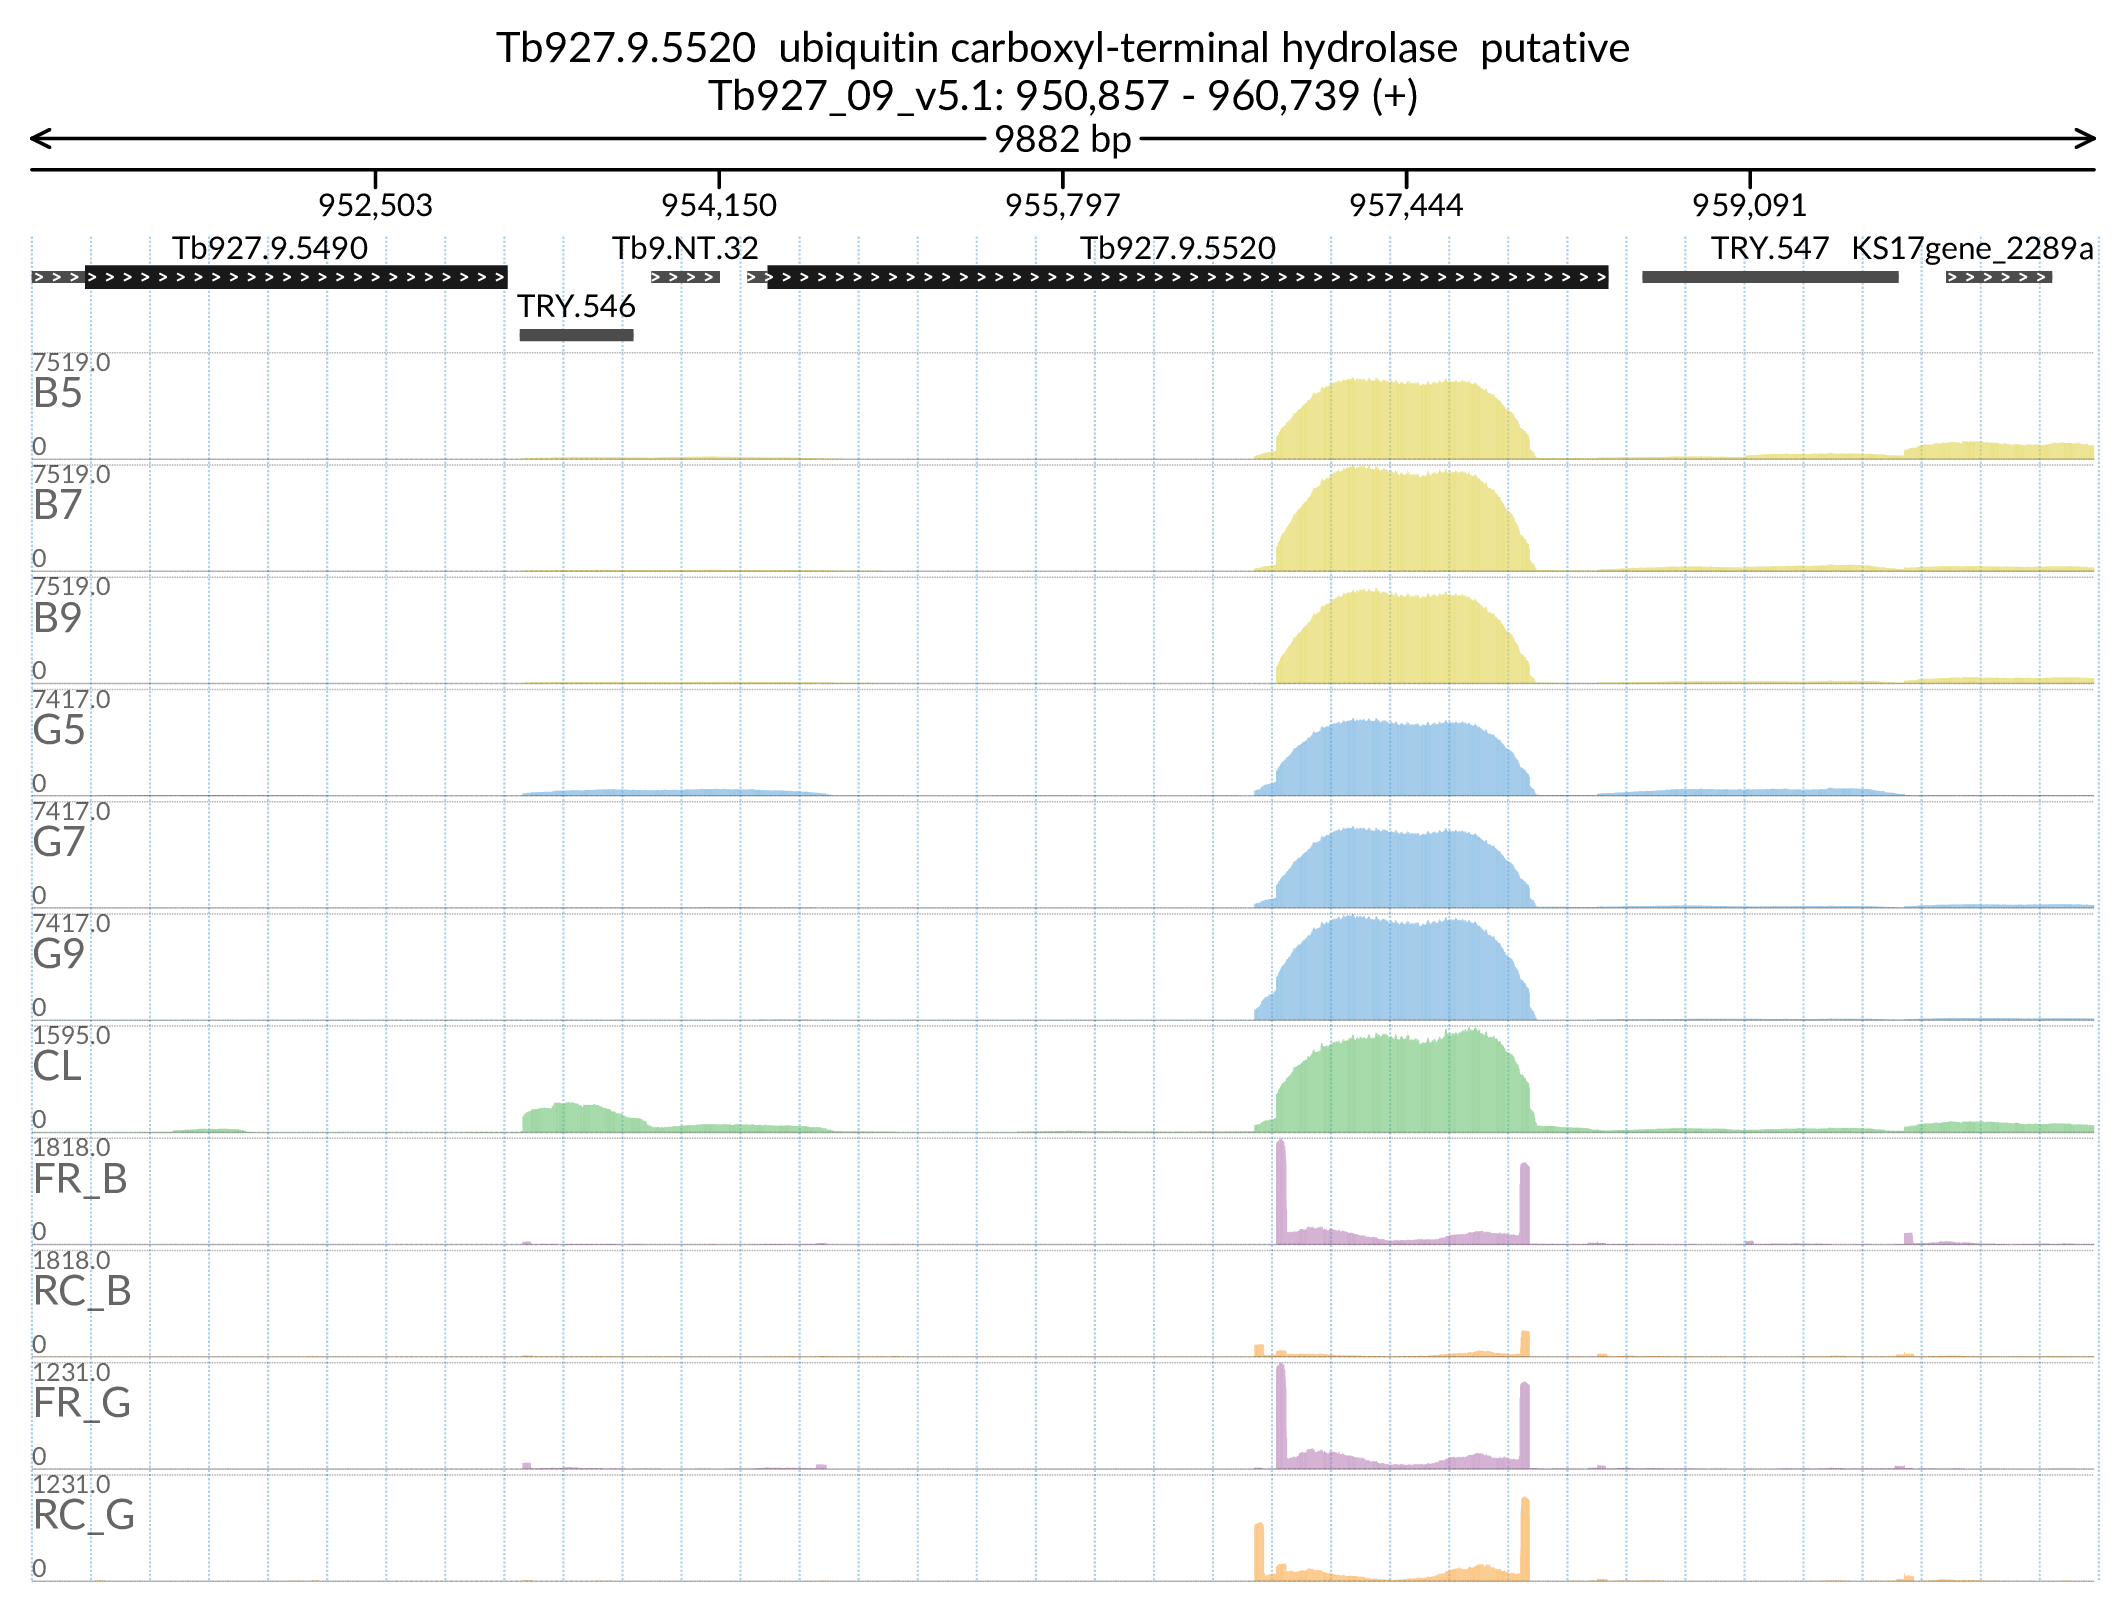 Tb927.9.5520  ubiquitin carboxyl-terminal hydrolase  putative
Tb927_09_v5.1: 950,857 - 960,739 (+)
9882 bp
952,503 954,150 955,797 957,444 959,091
Tb927.9.5490 Tb9.NT.32 Tb927.9.5520 TRY.547 KS17gene_2289a
TRY.546
7519.0
B5
0
7519.0
B7
0
7519.0
B9
0
7417.0
G5
0
7417.0
G7
0
7417.0
G9
0
1595.0
CL
0
1818.0
FR_B
0
1818.0
RC_B
0
1231.0
FR_G
0
1231.0
RC_G
0